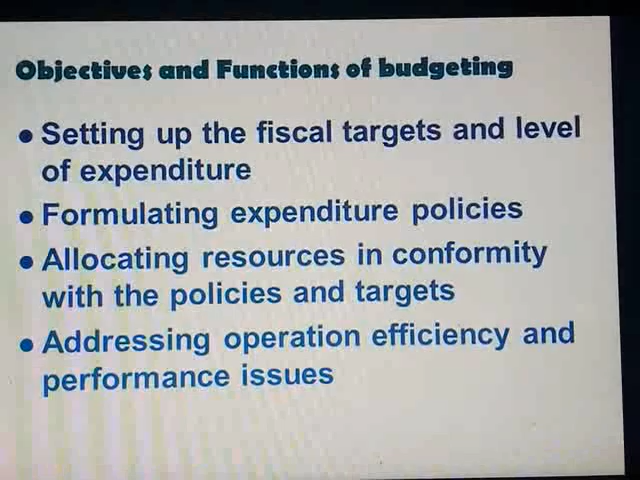 Objectives and Functions of budgeting
● Setting up the fiscal targets and level
of expenditure
● Formulating expenditure policies
● Allocating resources in conformity
with the policies and targets
● Addressing operation efficiency and
performance issues